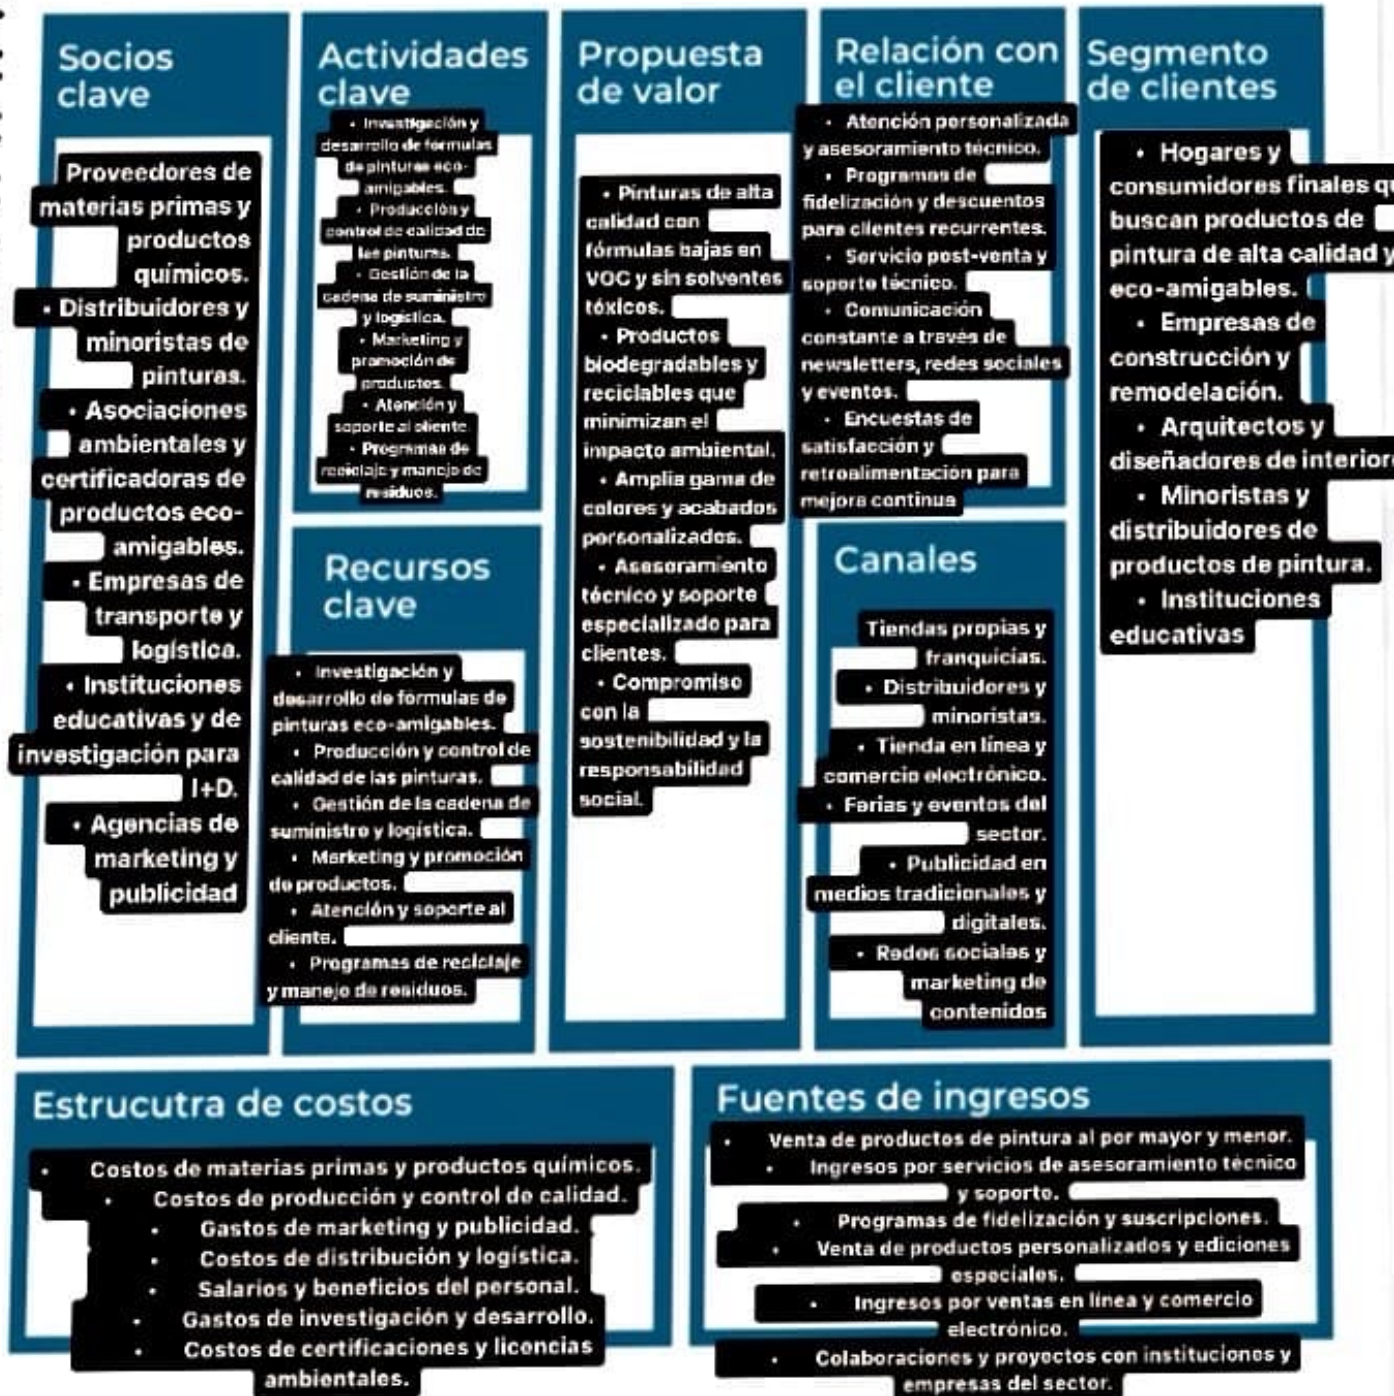 Socios
clave
Proveedores de
materias primas y
productos
químicos.
• Distribuidores y
minoristas de
pinturas.
• Asociaciones
ambientales y
certificadoras de
productos eco-
amigables.
• Empresas de
transporte y
logística.
• Instituciones
educativas y de
investigación para
I+D.
• Agencias de
marketing y
publicidad
Actividades
clave
• Investigación y
desarrollo de fórmulas
de pinturas eco-
amigables.
• Producción y
control de calidad de
las pinturas.
• Gestión de la
cadena de suministro
y logística.
• Marketing y
promoción de
productos.
• Atención y
soporte al cliente.
• Programas de
reciclaje y manejo de
residuos.
Recursos
clave
• Investigación y
desarrollo de fórmulas de
pinturas eco-amigables.
• Producción y control de
calidad de las pinturas.
• Gestión de la cadena de
suministro y logística.
• Marketing y promoción
de productos.
• Atención y soporte al
cliente.
• Programas de reciclaje
y manejo de residuos.
Propuesta
de valor
• Pinturas de alta
calidad con
fórmulas bajas en
VOC y sin solventes
tóxicos.
• Productos
biodegradables y
reciclables que
minimizan el
impacto ambiental.
• Amplia gama de
colores y acabados
personalizados.
• Asesoramiento
técnico y soporte
especializado para
clientes.
• Compromiso
con la
sostenibilidad y la
responsabilidad
social.
Relación con
el cliente
• Atención personalizada
y asesoramiento técnico.
• Programas de
fidelización y descuentos
para clientes recurrentes.
• Servicio post-venta y
soporte técnico.
• Comunicación
constante a través de
newsletters, redes sociales
y eventos.
• Encuestas de
satisfacción y
retroalimentación para
mejora continua
Canales
Tiendas propias y
franquicias.
• Distribuidores y
minoristas.
• Tienda en línea y
comercio electrónico.
• Ferias y eventos del
sector.
• Publicidad en
medios tradicionales y
digitales.
• Redes sociales y
marketing de
contenidos
Segmento
de clientes
• Hogares y
consumidores finales qu
buscan productos de
pintura de alta calidad y
eco-amigables.
• Empresas de
construcción y
remodelación.
• Arquitectos y
diseñadores de interiore
• Minoristas y
distribuidores de
productos de pintura.
• Instituciones
educativas
Estrucutra de costos
• Costos de materias primas y productos químicos.
• Costos de producción y control de calidad.
• Gastos de marketing y publicidad.
• Costos de distribución y logística.
• Salarios y beneficios del personal.
• Gastos de investigación y desarrollo.
• Costos de certificaciones y licencias
ambientales.
Fuentes de ingresos
• Venta de productos de pintura al por mayor y menor.
• Ingresos por servicios de asesoramiento técnico
y soporte.
• Programas de fidelización y suscripciones.
• Venta de productos personalizados y ediciones
especiales.
• Ingresos por ventas en línea y comercio
electrónico.
• Colaboraciones y proyectos con instituciones y
empresas del sector.